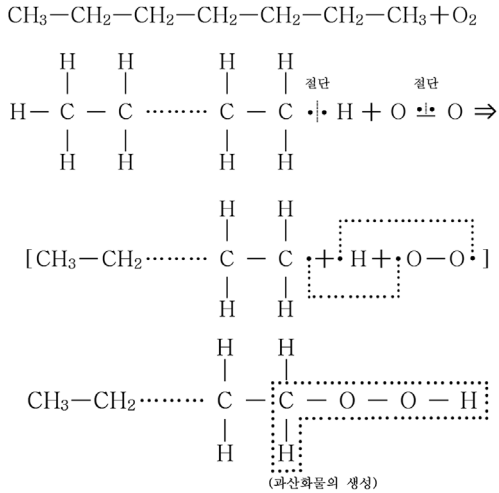 CH₃—CH₂—CH₂—CH₂—CH₂—CH₂—CH₃+O₂
H H H H
절단 절단
H—C—C………C—C•¦•H+O•¦•O⇒
H H H H
H H
[CH₃—CH₂………C—C•+•H+•O—O•]
H H
H H
CH₃—CH₂………C—C—O—O—H
H H
(과산화물의 생성)